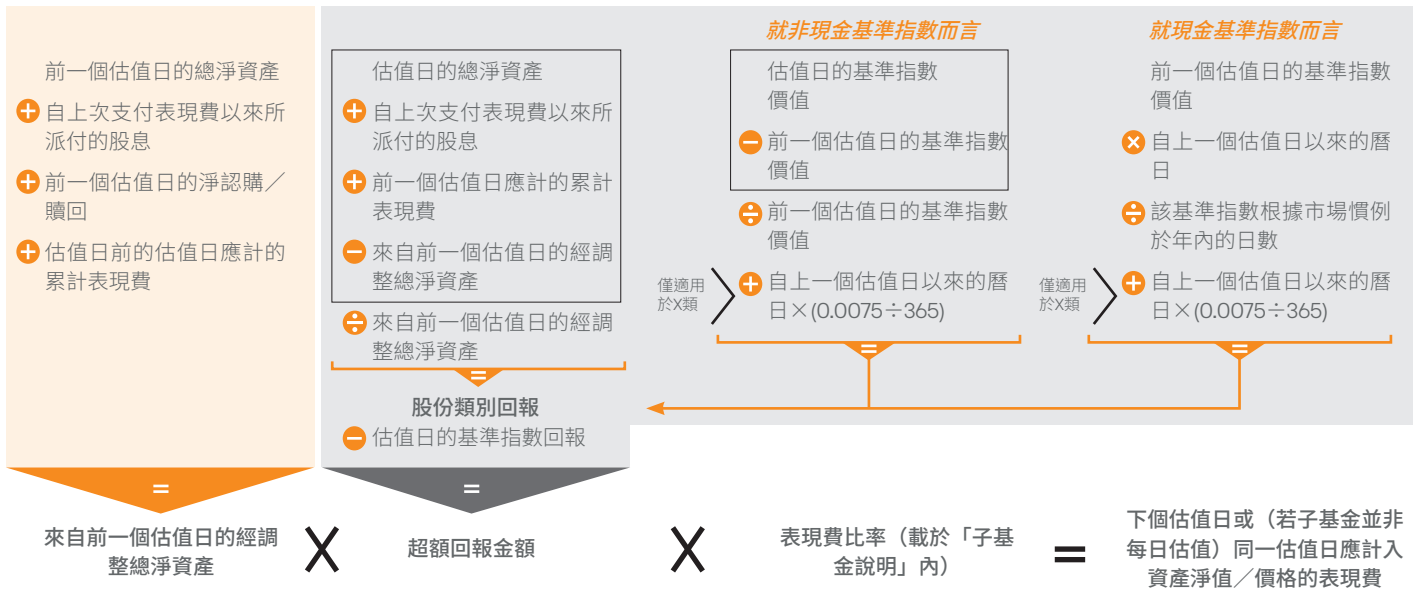 前一個估值日的總淨資產
+ 自上次支付表現費以來所
派付的股息
+ 前一個估值日的淨認購／
贖回
+ 估值日前的估值日應計的
累計表現費
=
來自前一個估值日的經調
整總淨資產
×
估值日的總淨資產
+ 自上次支付表現費以來所
派付的股息
+ 前一個估值日應計的累計
表現費
− 來自前一個估值日的經調
整總淨資產
÷ 來自前一個估值日的經調
整總淨資產
=
股份類別回報
− 估值日的基準指數回報
=
超額回報金額
就非現金基準指數而言
估值日的基準指數
價值
− 前一個估值日的基準指數
價值
÷ 前一個估值日的基準指數
價值
僅適用
於X類
+ 自上一個估值日以來的曆
日×(0.0075÷365)
=
就現金基準指數而言
前一個估值日的基準指數
價值
× 自上一個估值日以來的曆
日
÷ 該基準指數根據市場慣例
於年內的日數
僅適用
於X類
+ 自上一個估值日以來的曆
日×(0.0075÷365)
=
×
表現費比率（載於「子基
金說明」內）
=
下個估值日或（若子基金並非
每日估值）同一估值日應計入
資產淨值／價格的表現費